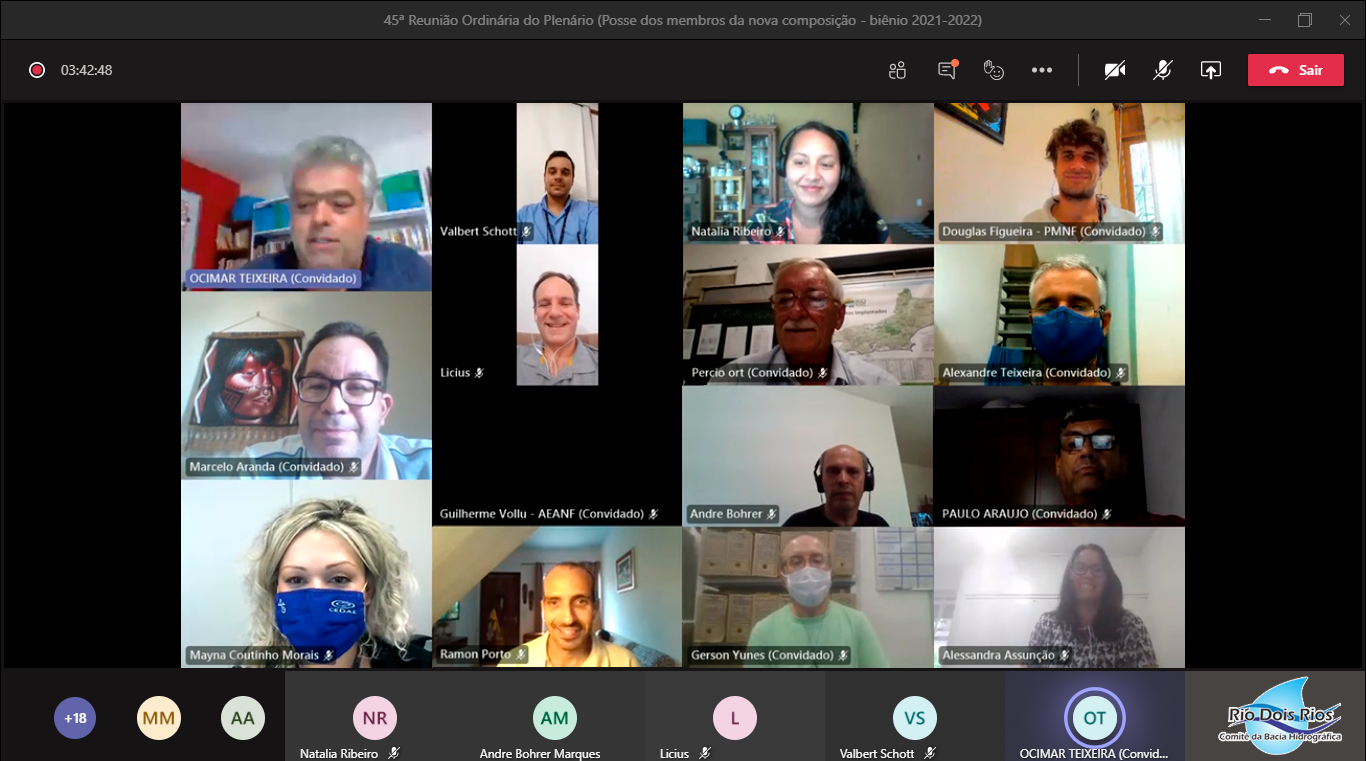 45ª Reunião Ordinária do Plenário (Posse dos membros da nova composição - biênio 2021-2022)
03:42:48
Sair
OCIMAR TEIXEIRA (Convidado)
Valbert Schott
Natalia Ribeiro
Douglas Figueira - PMNF (Convidado)
Licius
Percio ort (Convidado)
Alexandre Teixeira (Convidado)
Marcelo Aranda (Convidado)
Guilherme Vollu - AEANF (Convidado)
Andre Bohrer
PAULO ARAUJO (Convidado)
CEDAE
Mayna Coutinho Morais
Ramon Porto
Gerson Yunes (Convidado)
Alessandra Assunção
+18
MM
AA
NR
AM
L
VS
OT
Natalia Ribeiro
Andre Bohrer Marques
Licius
Valbert Schott
OCIMAR TEIXEIRA (Convid...
Rio Dois Rios
Comitê da Bacia Hidrográfica